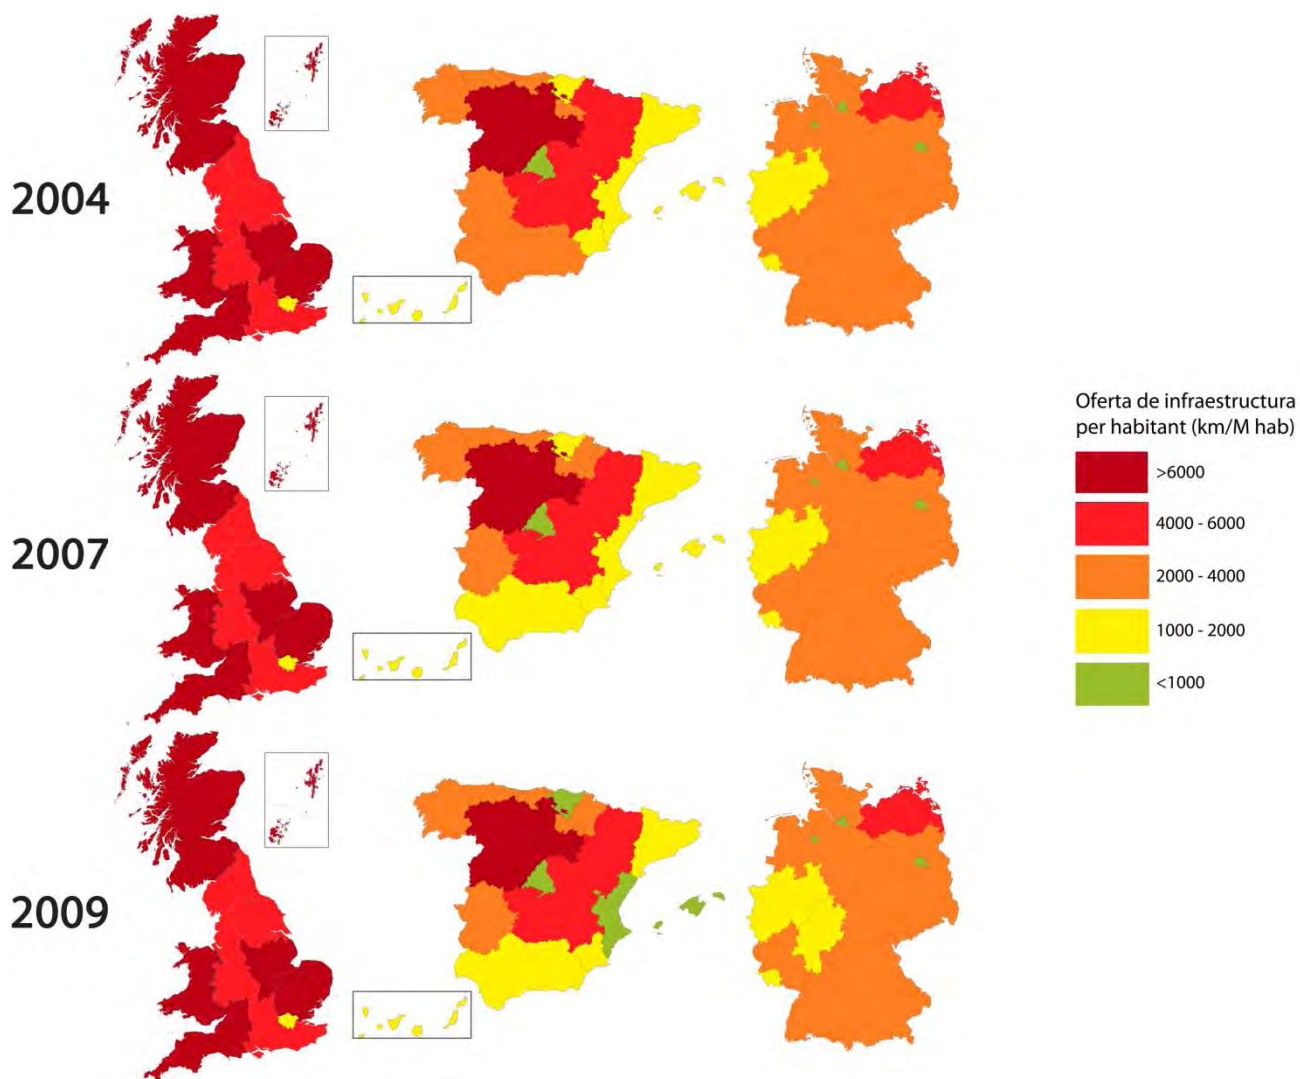 2004
2007
2009
Oferta de infraestructura
per habitant (km/M hab)
>6000
4000 - 6000
2000 - 4000
1000 - 2000
<1000